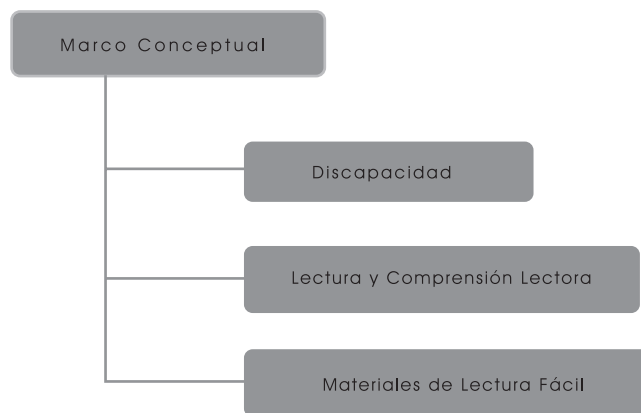 Marco Conceptual
Discapacidad
Lectura y Comprensión Lectora
Materiales de Lectura Fácil